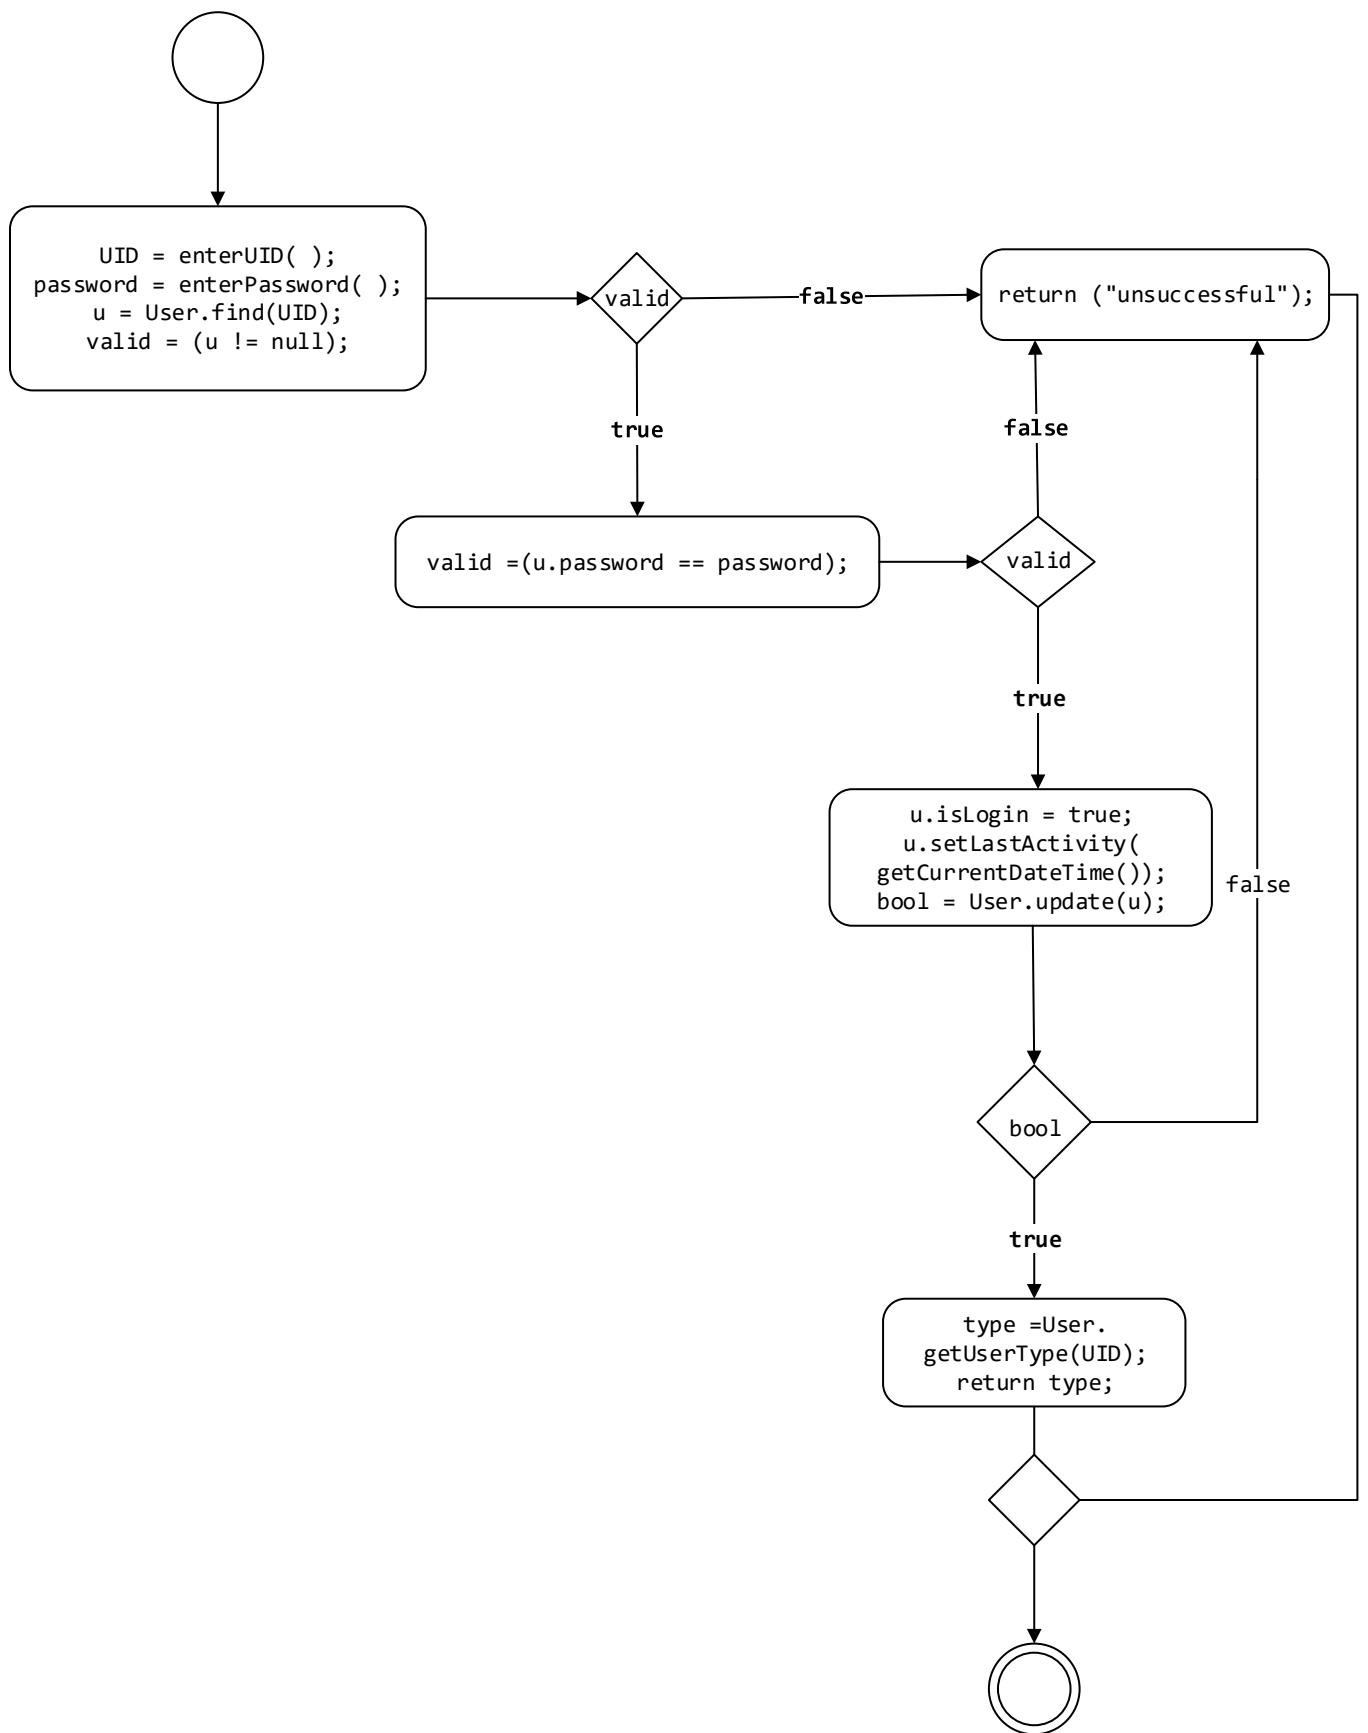 UID = enterUID( );
password = enterPassword( );
u = User.find(UID);
valid = (u != null);
valid
false
return ("unsuccessful");
true
false
valid =(u.password == password);
valid
true
u.isLogin = true;
u.setLastActivity(
getCurrentDateTime());
bool = User.update(u);
false
bool
true
type =User.
getUserType(UID);
return type;